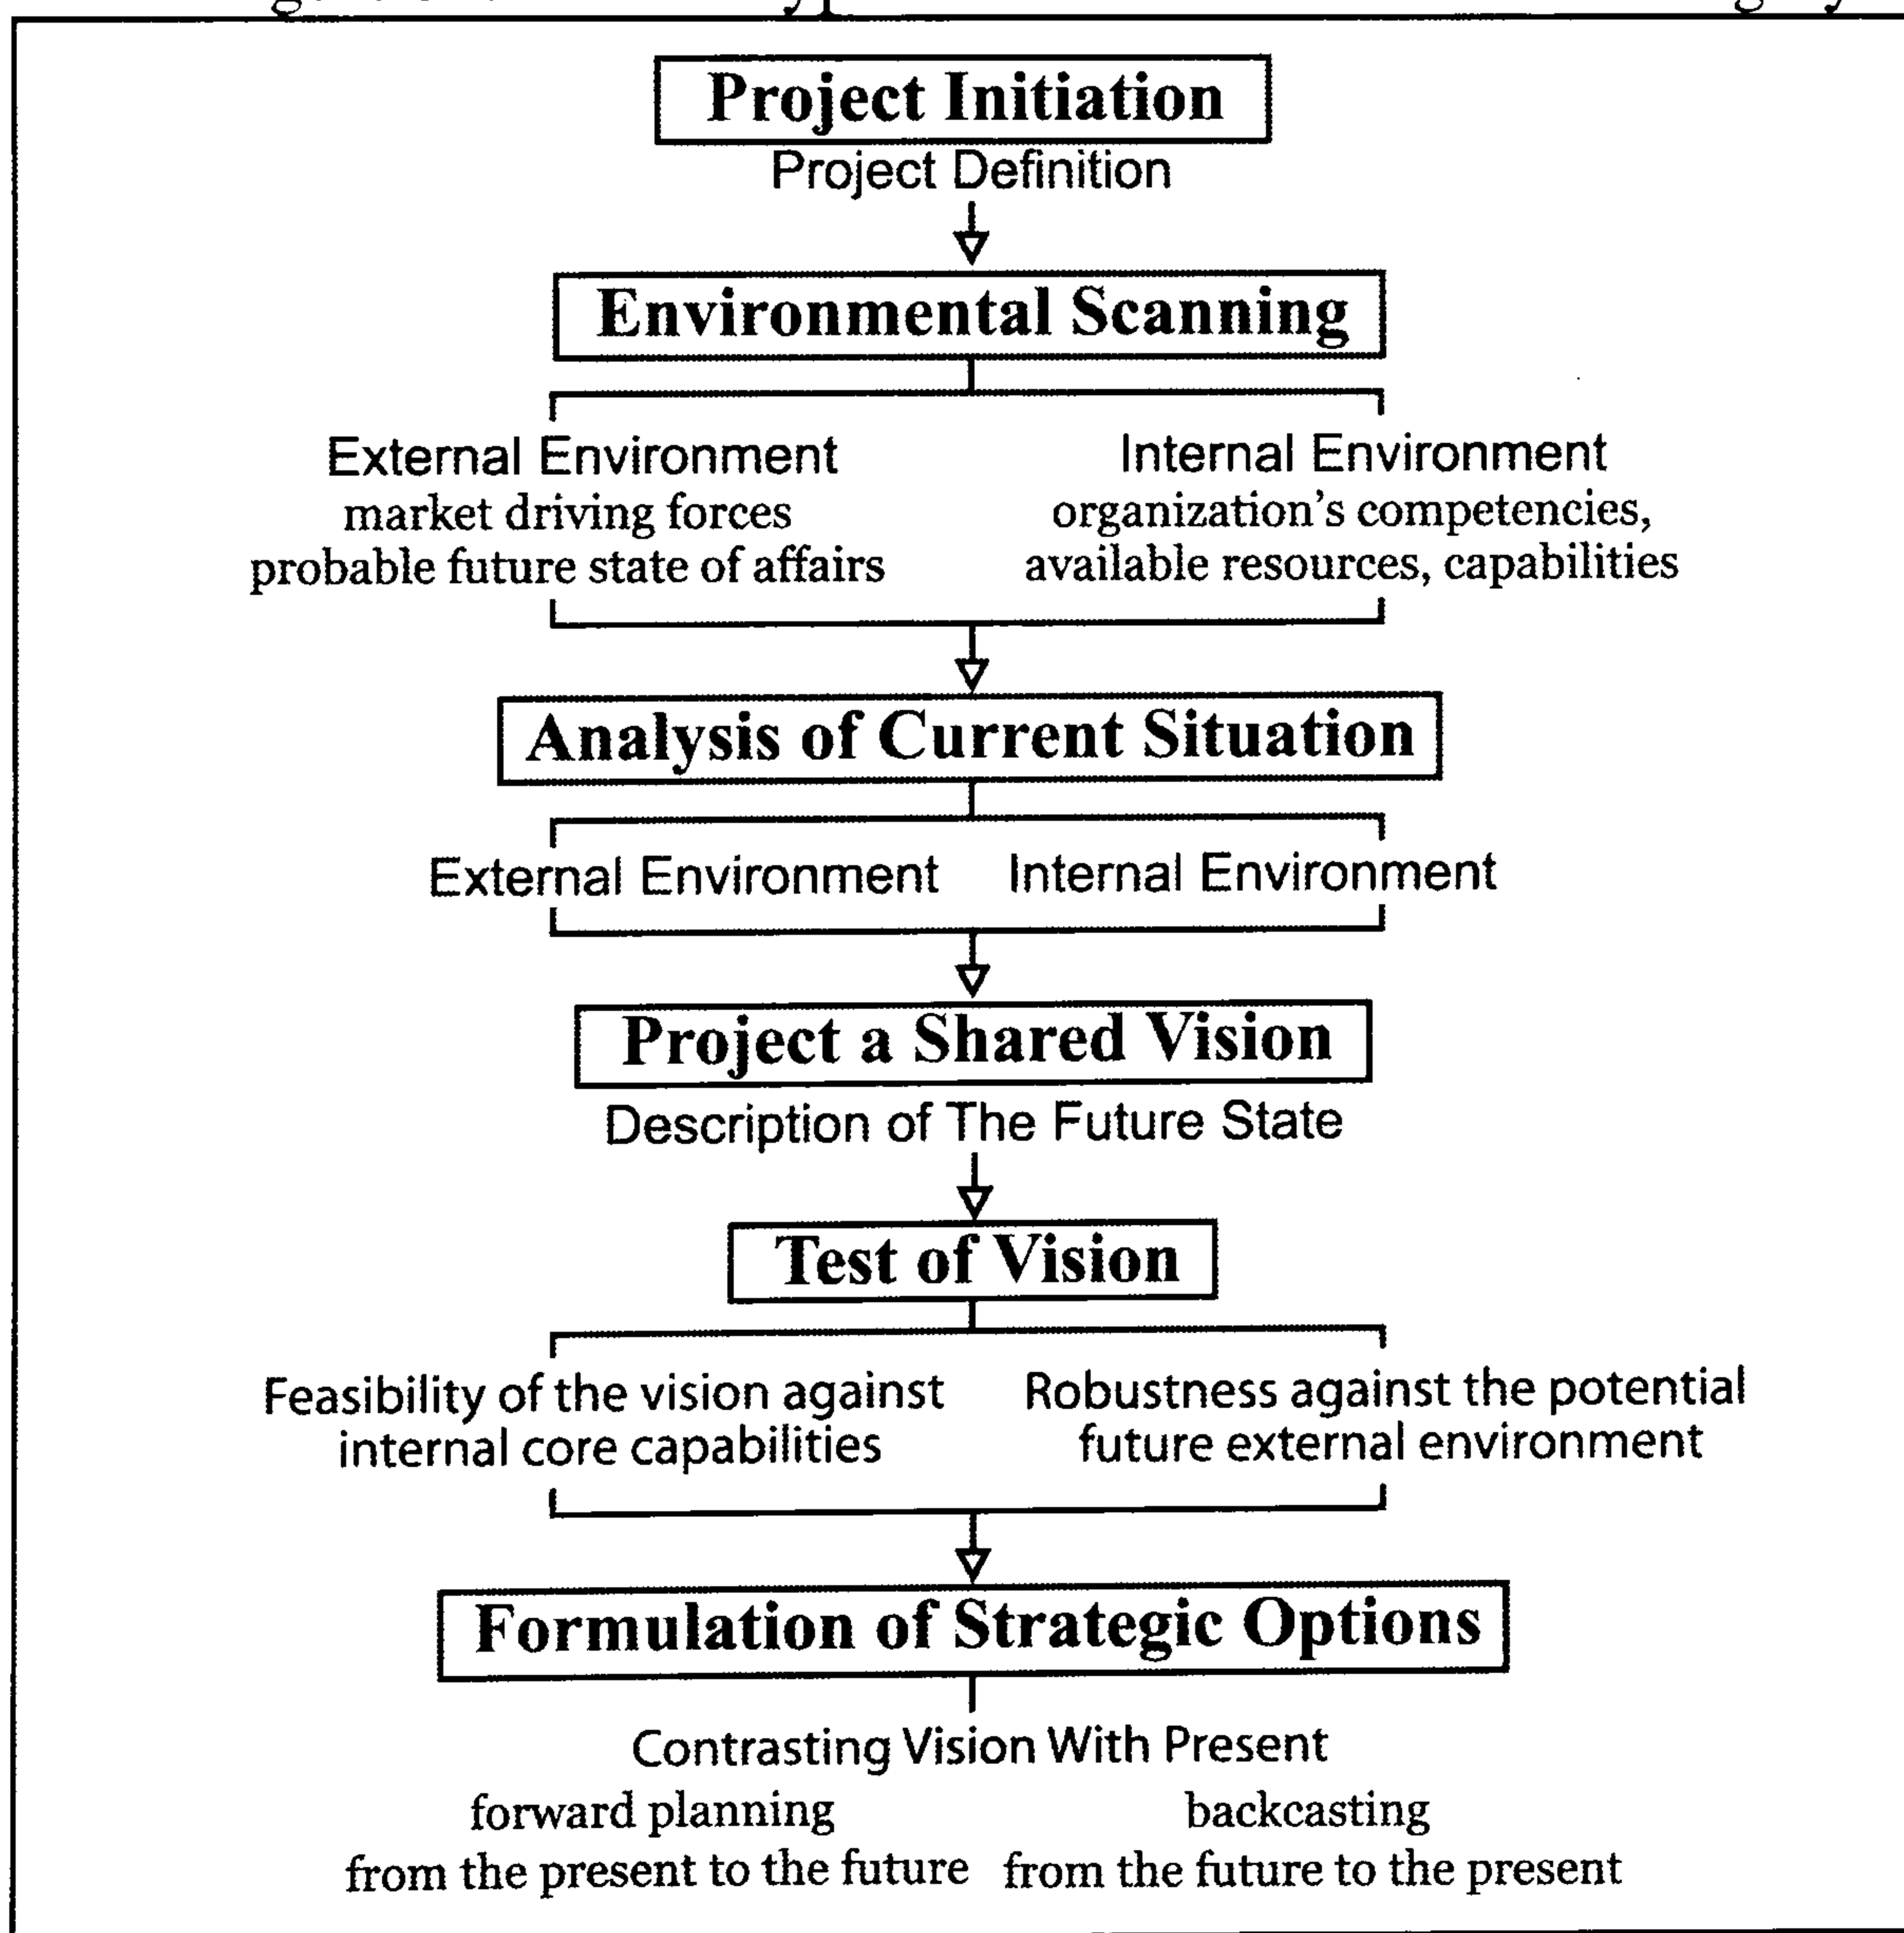 Project Initiation
Project Definition
Environmental Scanning
External Environment
market driving forces
probable future state of affairs
Internal Environment
organization's competencies,
available resources, capabilities
Analysis of Current Situation
External Environment Internal Environment
Project a Shared Vision
Description of The Future State
Test of Vision
Feasibility of the vision against
internal core capabilities
Robustness against the potential
future external environment
Formulation of Strategic Options
Contrasting Vision With Present
forward planning
from the present to the future
backcasting
from the future to the present